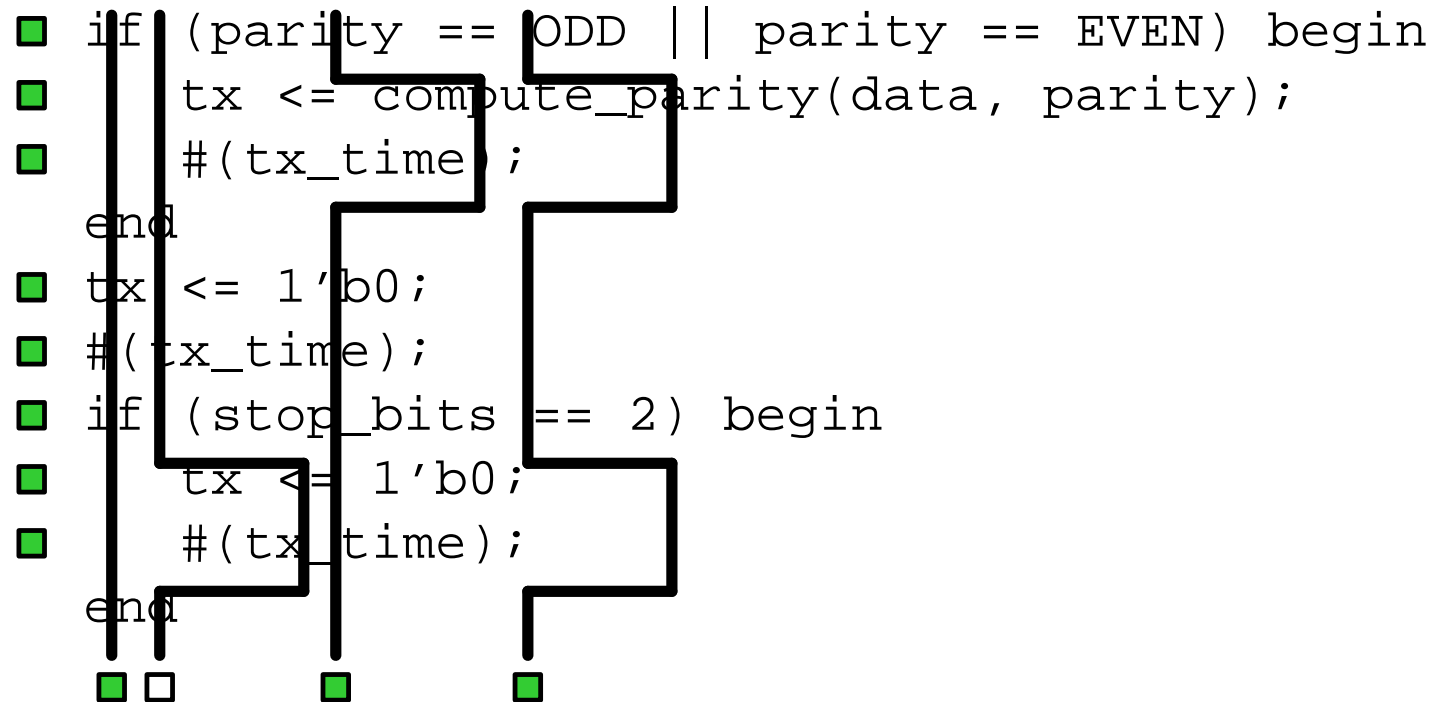 if (parity == ODD || parity == EVEN) begin
    tx <= compute_parity(data, parity);
    #(tx_time);
end
tx <= 1’b0;
#(tx_time);
if (stop_bits == 2) begin
    tx <= 1’b0;
    #(tx_time);
end